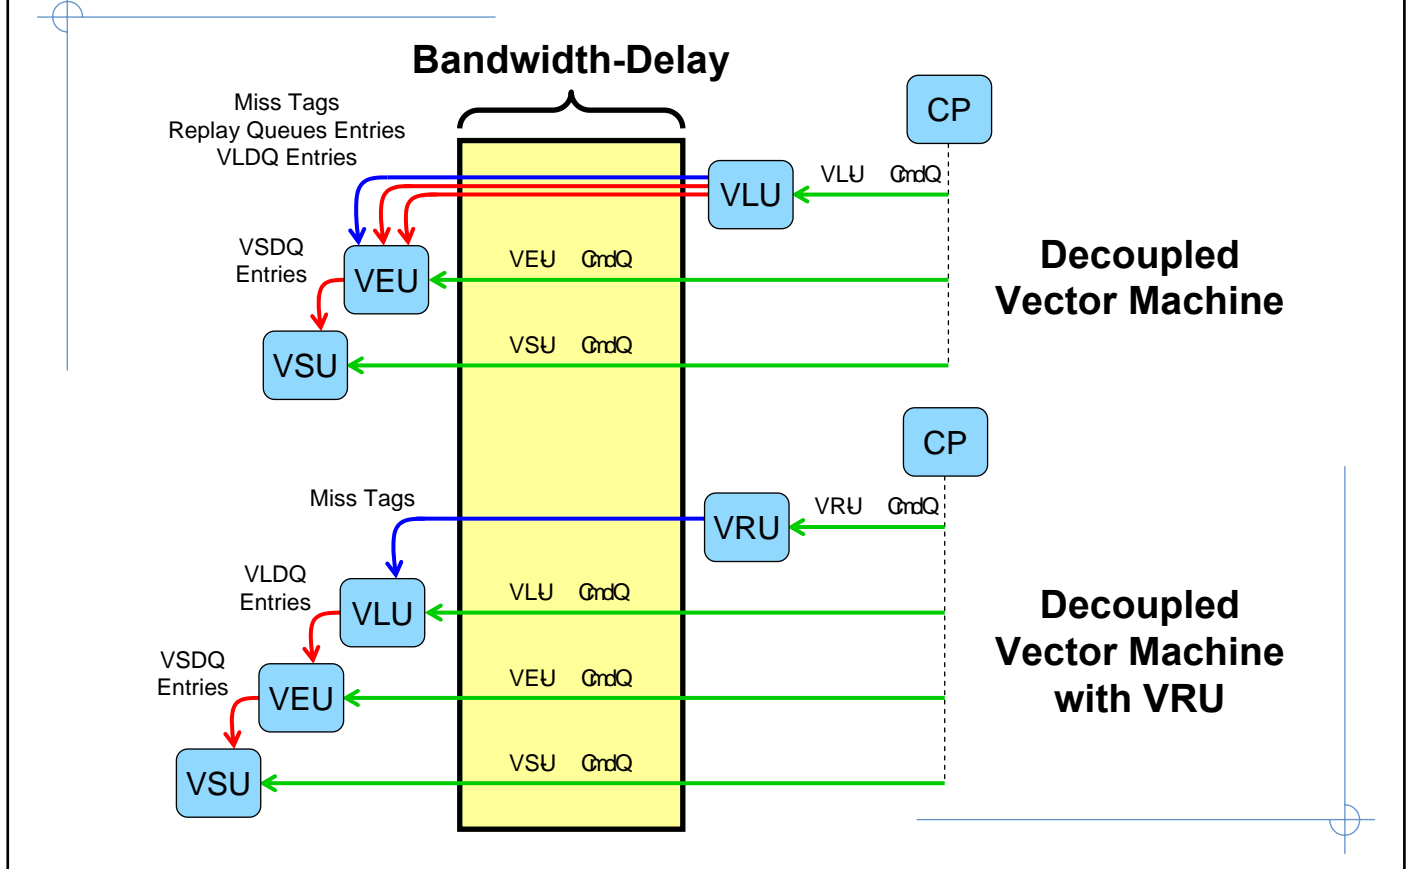 Bandwidth-Delay
Miss Tags
Replay Queues Entries
VLDQ Entries
CP
VLU
VLU CmdQ
VSDQ
Entries
VEU
VEU CmdQ
Decoupled
Vector Machine
VSU
VSU CmdQ
CP
Miss Tags
VRU
VRU CmdQ
VLDQ
Entries
VLU
VLU CmdQ
Decoupled
Vector Machine
with VRU
VSDQ
Entries
VEU
VEU CmdQ
VSU
VSU CmdQ